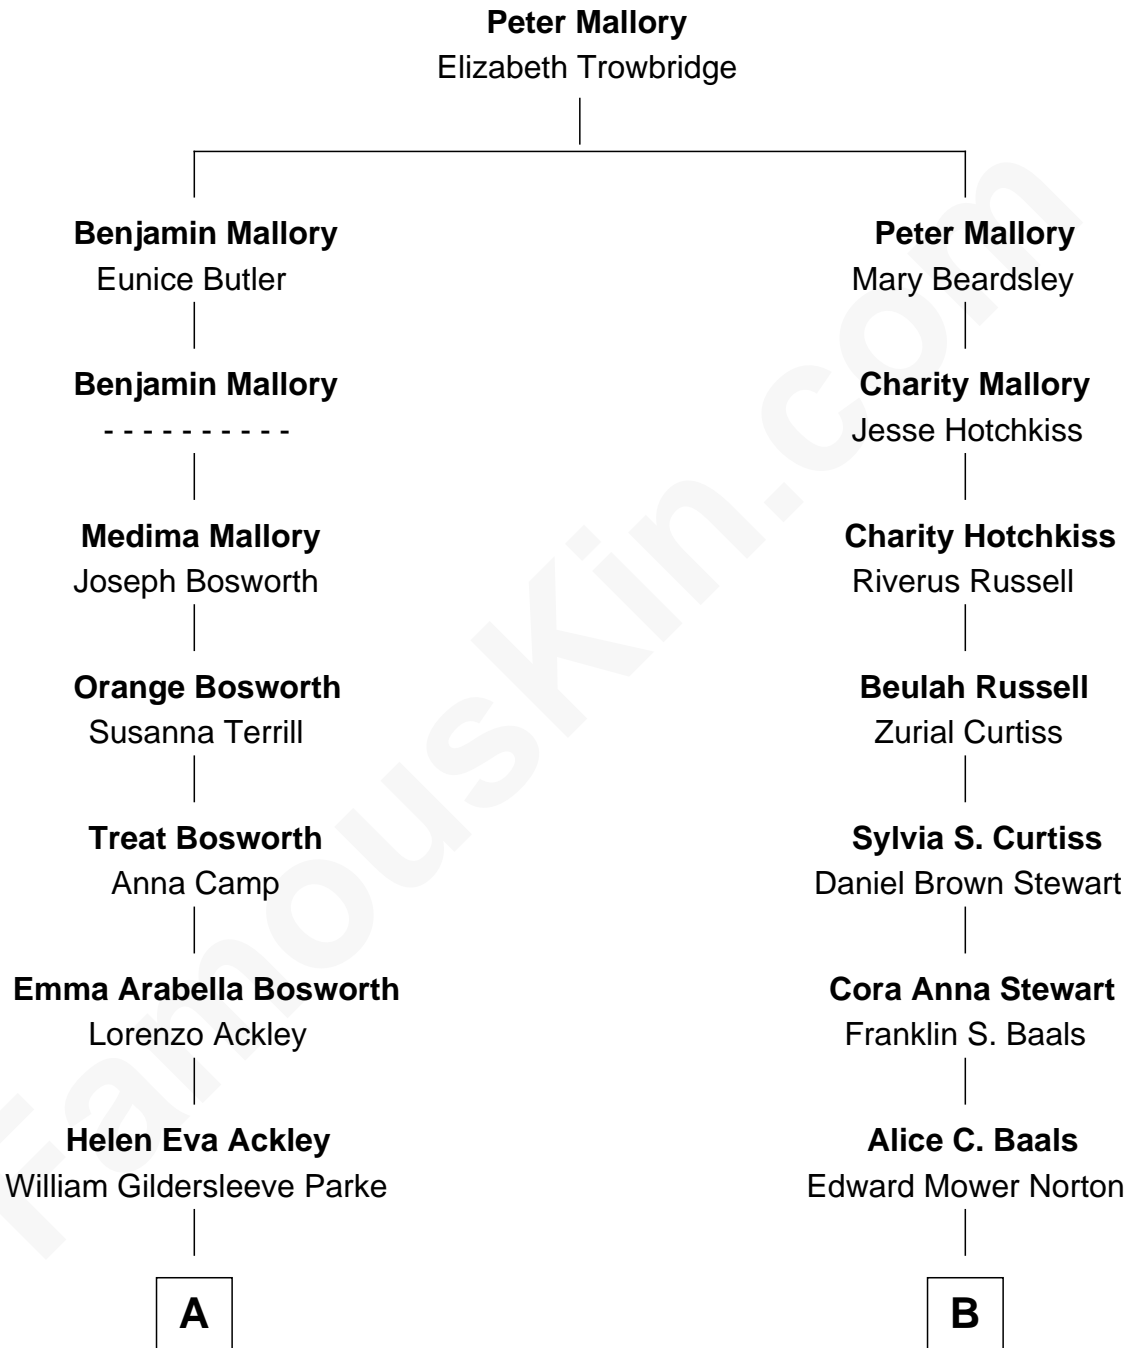 Peter Mallory
Elizabeth Trowbridge
Benjamin Mallory
Eunice Butler
Peter Mallory
Mary Beardsley
Benjamin Mallory
- - - - - - - - - -
Charity Mallory
Jesse Hotchkiss
Medima Mallory
Joseph Bosworth
Charity Hotchkiss
Riverus Russell
Orange Bosworth
Susanna Terrill
Beulah Russell
Zurial Curtiss
Treat Bosworth
Anna Camp
Sylvia S. Curtiss
Daniel Brown Stewart
Emma Arabella Bosworth
Lorenzo Ackley
Cora Anna Stewart
Franklin S. Baals
Helen Eva Ackley
William Gildersleeve Parke
Alice C. Baals
Edward Mower Norton
A
B
FamousKin.com